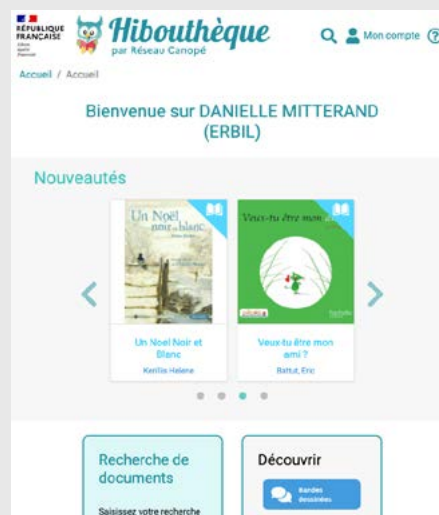 RÉPUBLIQUE
FRANÇAISE
Hibouthèque
par Réseau Canopé
Mon compte
Accueil / Accueil
Bienvenue sur DANIELLE MITTERAND
(ERBIL)
Nouveautés
Un Noël
noir et blanc
Veux-tu être mon
Un Noel Noir et
Blanc
Kerillis Helene
Veux-tu être mon
ami ?
Battut, Éric
Recherche de
documents
Saisissez votre recherche
Découvrir
Bandes
dessinées